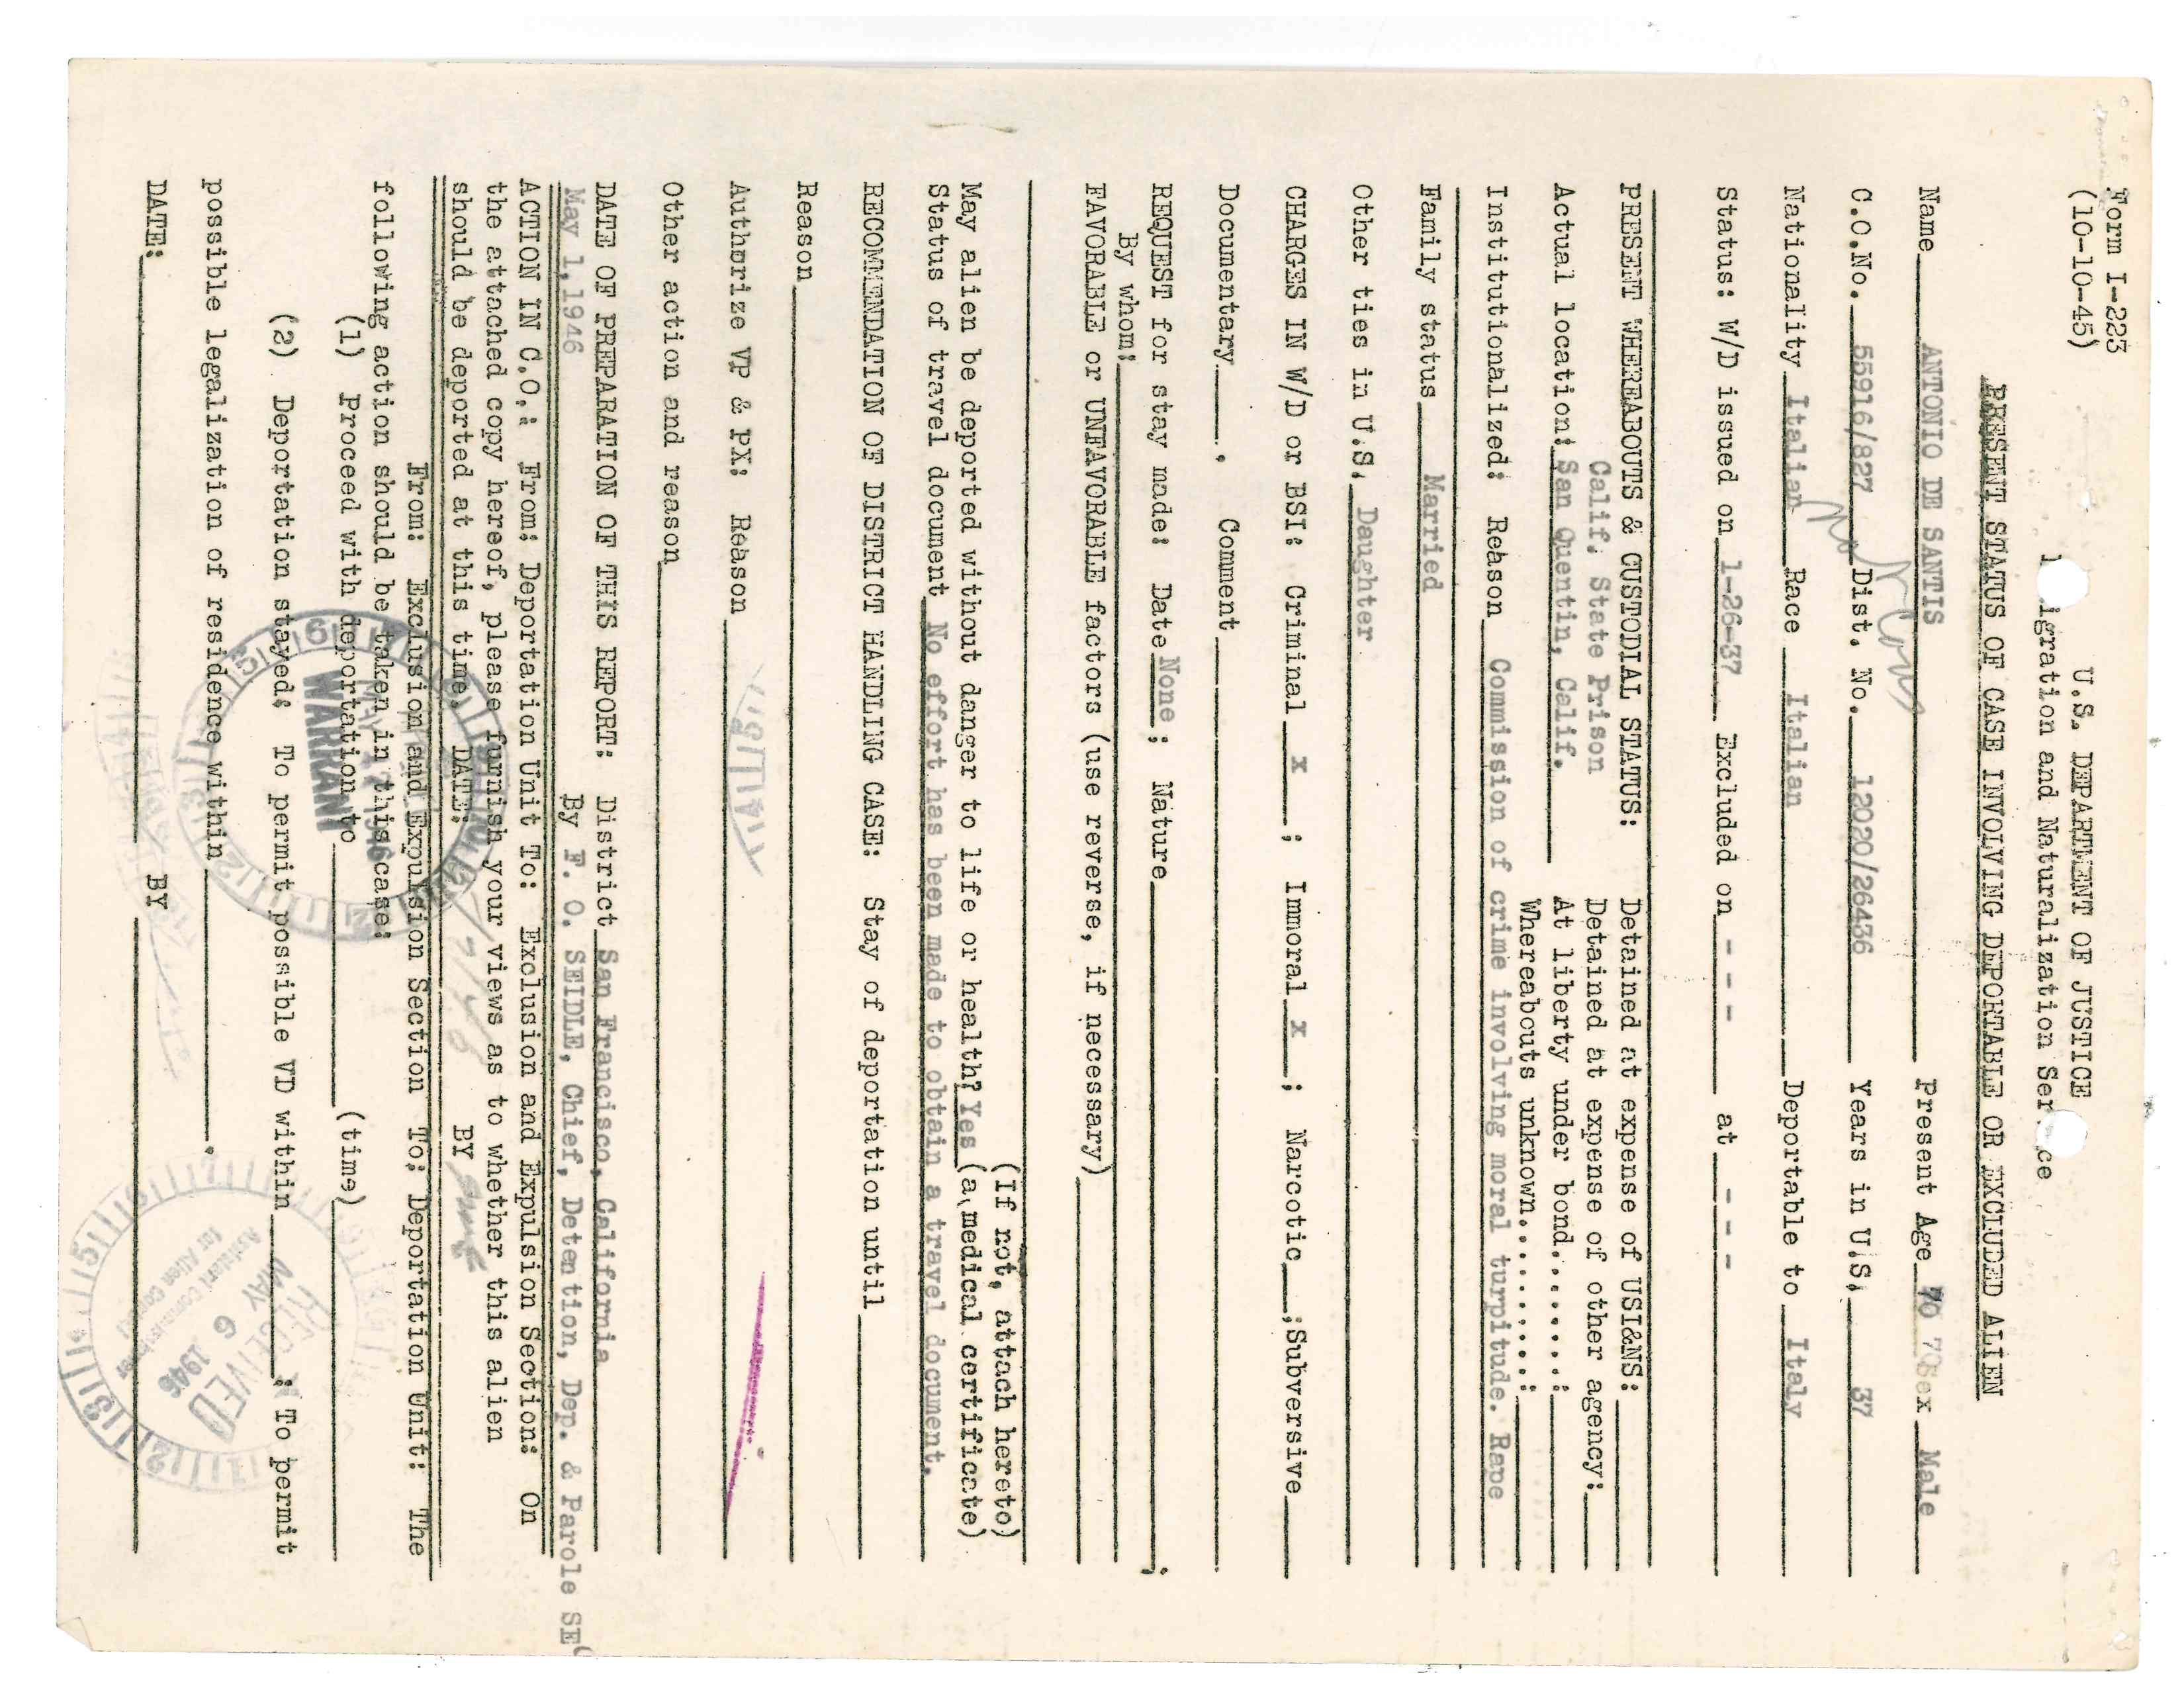 Form I-223
(10-10-45)
U.S. DEPARTMENT OF JUSTICE
I igration and Naturalization Ser ce
PRESENT STATUS OF CASE INVOLVING DEPORTABLE OR EXCLUDED ALIEN
Name ANTONIO DE SANTIS Present Age 70 70 Sex Male
C.O.No. 55916/827 Dist. No. 12020/26436 Years in U.S. 37
Nationality Italian Race Italian Deportable to Italy
Status: W/D issued on 1-26-37 Excluded on - - - at - - -
PRESENT WHEREABOUTS & CUSTODIAL STATUS: Detained at expense of USI&NS:
Calif. State Prison Detained at expense of other agency:
Actual location: San Quentin, Calif. At liberty under bond........:
Whereabouts unknown..........:
Institutionalized: Reason Commission of crime involving moral turpitude. Rape
Family status Married
Other ties in U.S. Daughter
CHARGES IN W/D or BSI: Criminal x ; Immoral x ; Narcotic ;Subversive
Documentary . Comment
REQUEST for stay made: Date None ; Nature ;
By whom:
FAVORABLE or UNFAVORABLE factors (use reverse, if necessary)
(If not, attach hereto)
May alien be deported without danger to life or health? Yes (a medical certificate)
Status of travel document No effort has been made to obtain a travel document.
RECOMMENDATION OF DISTRICT HANDLING CASE: Stay of deportation until
Reason
Authorize VP & PX: Reason
Other action and reason
DATE OF PREPARATION OF THIS REPORT: District San Francisco, California
May 1, 1946 By F. O. SEIDLE, Chief, Detention, Dep. & Parole SEC
ACTION IN C.O.: From: Deportation Unit To: Exclusion and Expulsion Section: On
the attached copy hereof, please furnish your views as to whether this alien
should be deported at this time. DATE: BY
From: Exclusion and Expulsion Section To: Deportation Unit: The
following action should be taken in this case:
MAY 1946
(1) Proceed with deportation to (time)
WARRANT
(2) Deportation stayed: To permit possible VD within ; To permit
possible legalization of residence within .
RECEIVED
MAY 6 1946
Assistant Commissioner
for Alien Control
DATE: BY